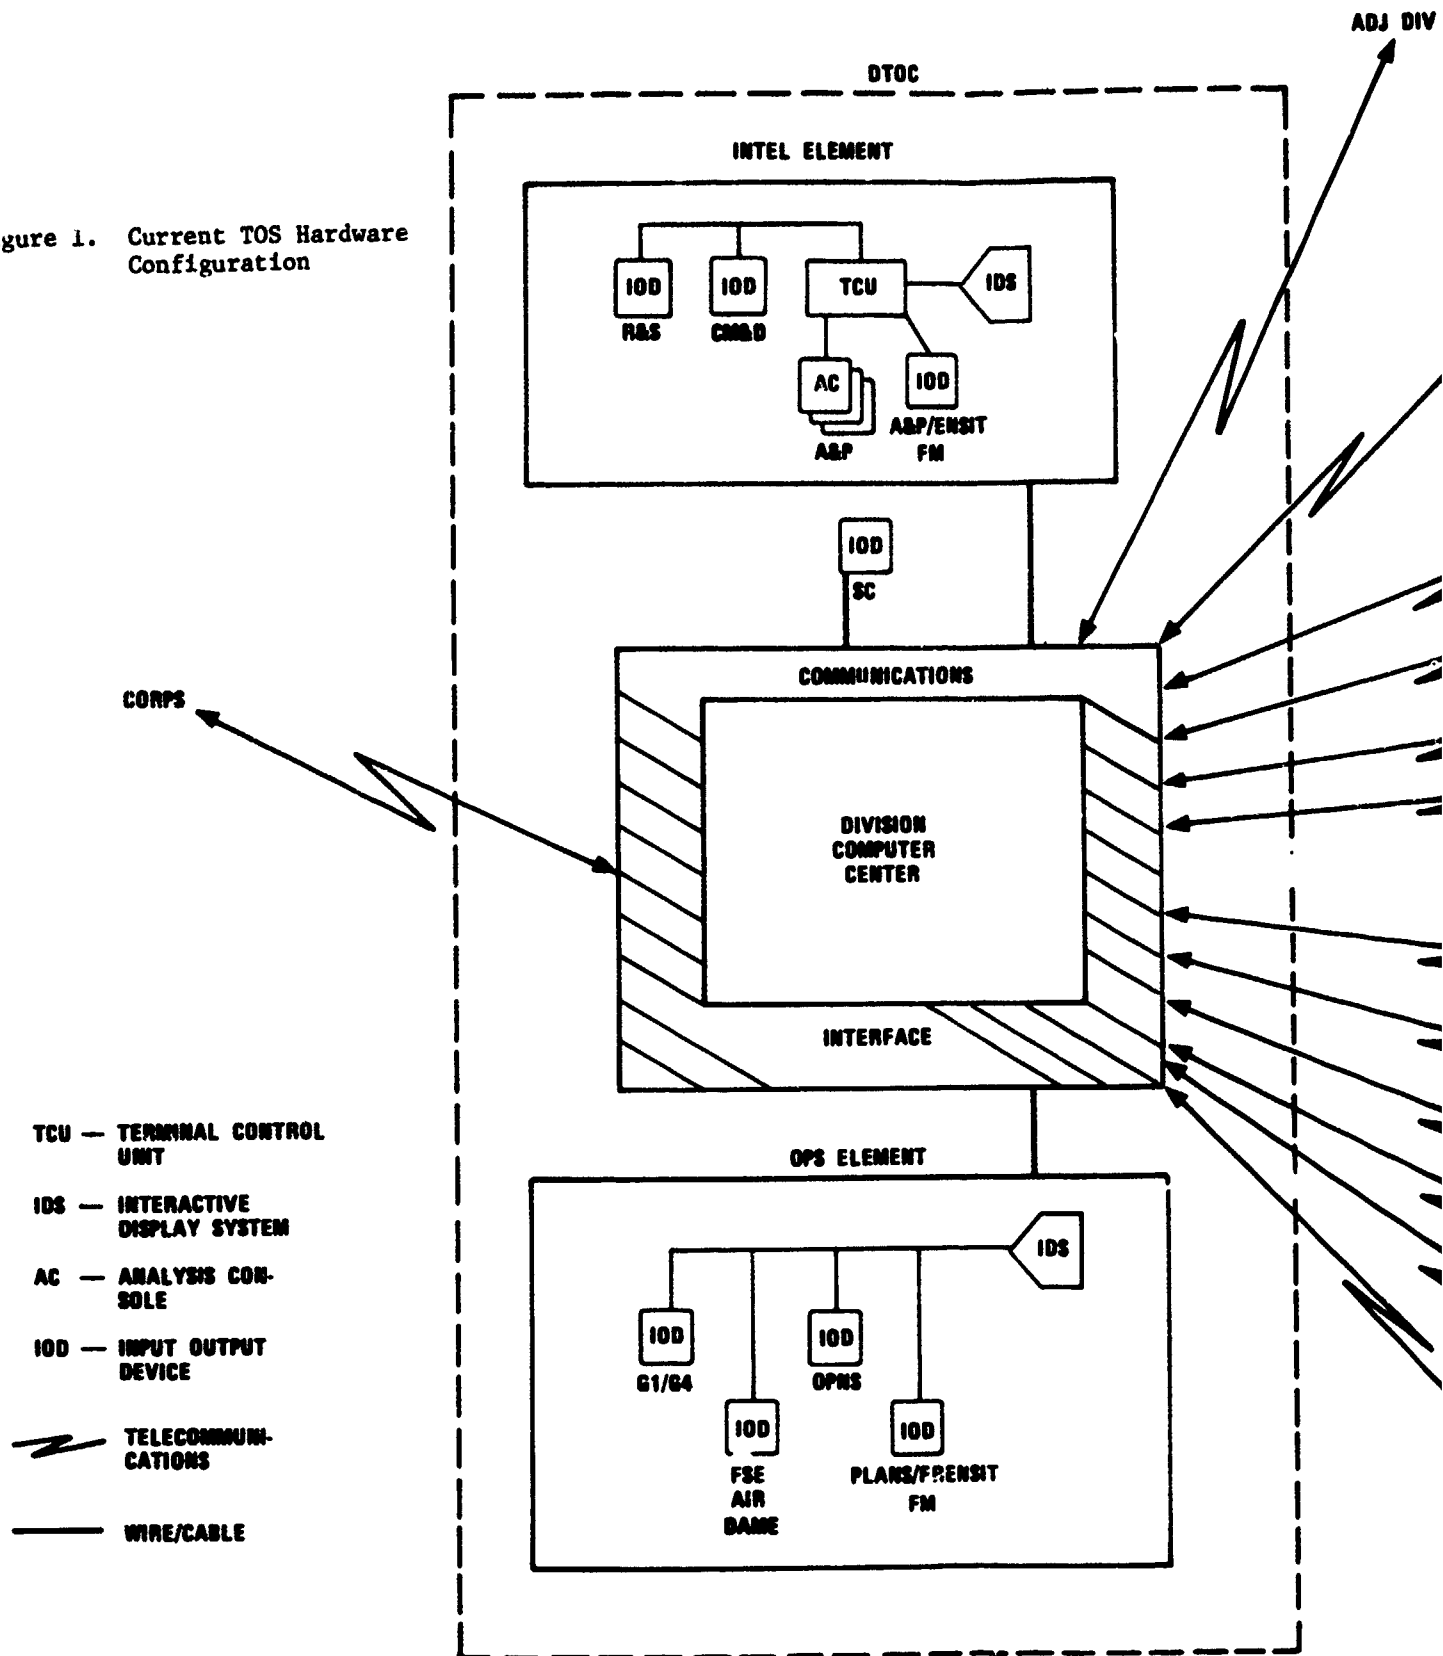 ADJ DIV
DTOC
INTEL ELEMENT
gure 1. Current TOS Hardware
Configuration
IOD
IOD
TCU
IDS
R&S
CM&D
AC
IOD
A&P
A&P/ENSIT
FM
IOD
SC
COMMUNICATIONS
CORPS
DIVISION
COMPUTER
CENTER
INTERFACE
TCU — TERMINAL CONTROL
UNIT
IDS — INTERACTIVE
DISPLAY SYSTEM
AC — ANALYSIS CON-
SOLE
IOD — INPUT OUTPUT
DEVICE
TELECOMMUNI-
CATIONS
WIRE/CABLE
OPS ELEMENT
IDS
IOD
IOD
G1/G4
OPNS
IOD
IOD
FSE
AIR
DAME
PLANS/FRENSIT
FM